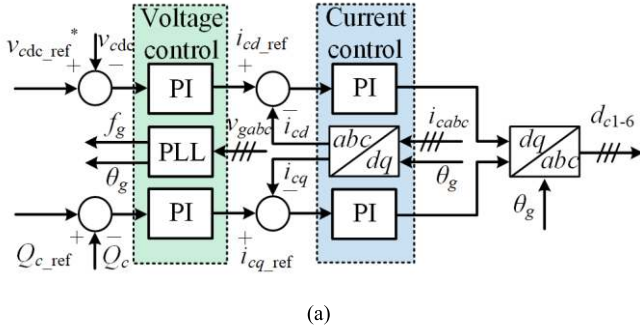 Voltage control
Current control
v_cdc_ref*
v_cdc
+
−
PI
i_cd_ref
+
−
PI
i_cd
f_g
θ_g
PLL
v_gabc
abc
dq
i_cabc
θ_g
dq
abc
d_c1-6
θ_g
i_cq
Q_c_ref
+
−
Q_c
PI
−
+
i_cq_ref
PI
(a)